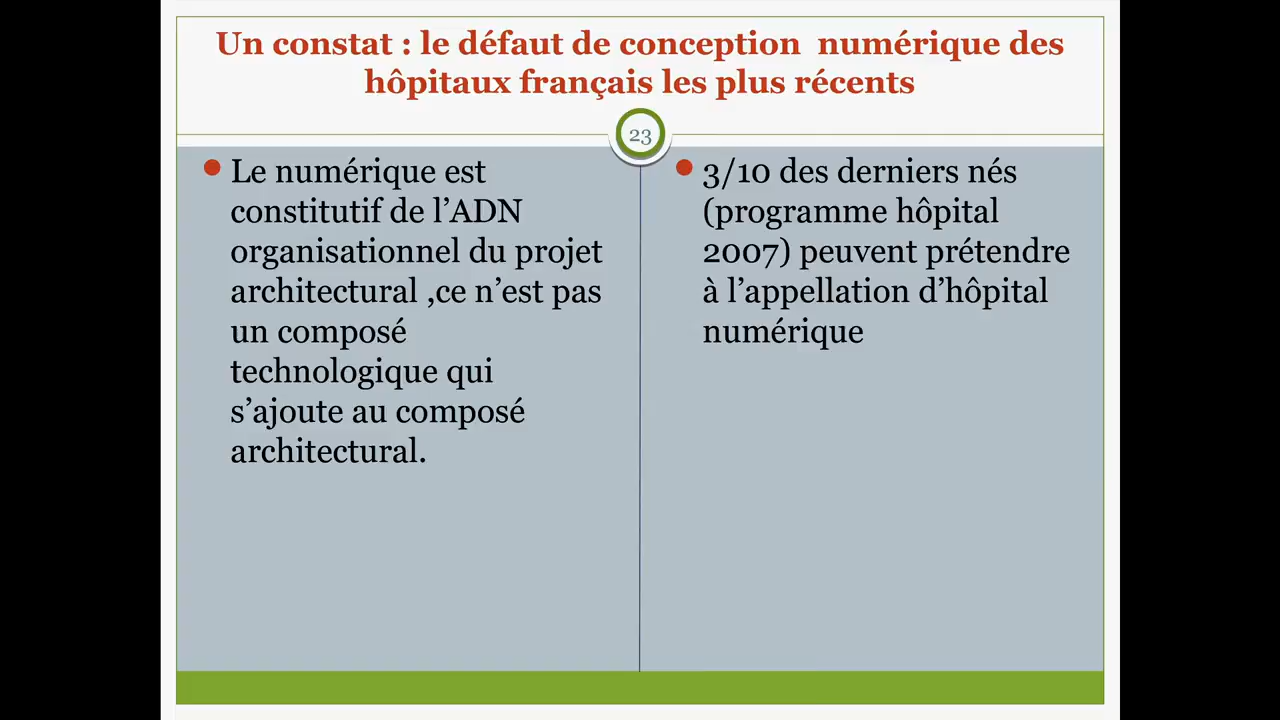 Un constat : le défaut de conception  numérique des
hôpitaux français les plus récents
23
Le numérique est
constitutif de l’ADN
organisationnel du projet
architectural ,ce n’est pas
un composé
technologique qui
s’ajoute au composé
architectural.
3/10 des derniers nés
(programme hôpital
2007) peuvent prétendre
à l’appellation d’hôpital
numérique